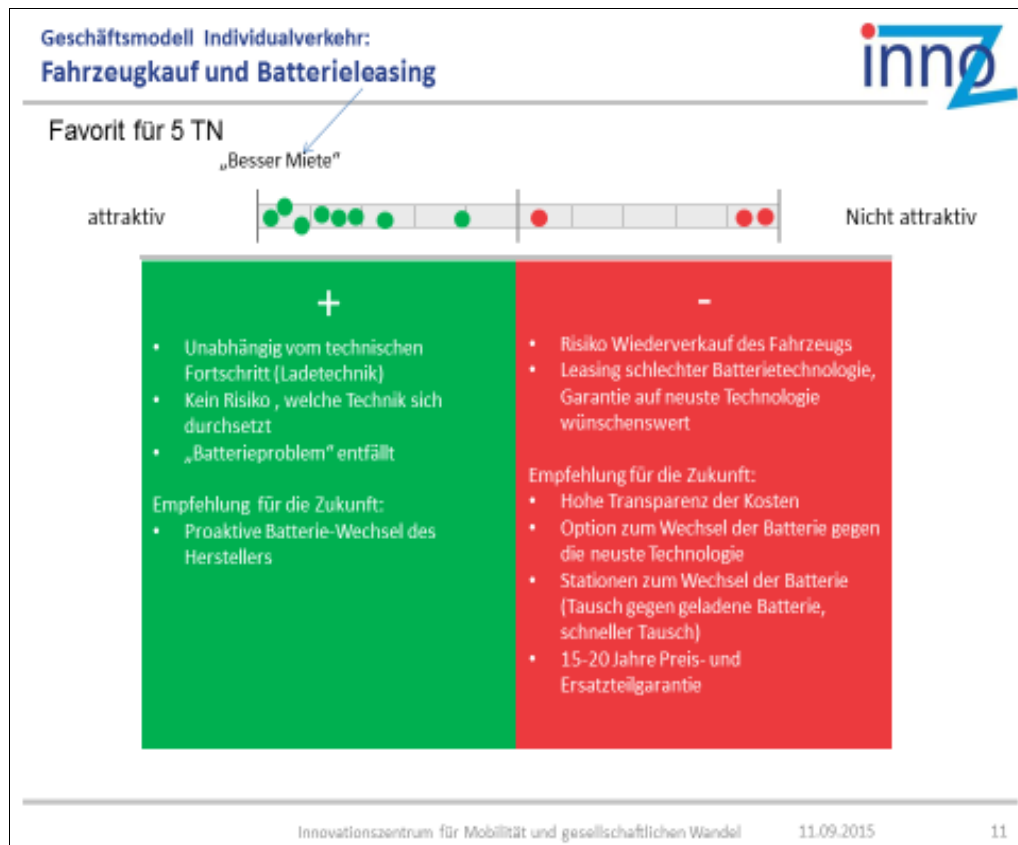 Geschäftsmodell Individualverkehr:
Fahrzeugkauf und Batterieleasing
innoZ
Favorit für 5 TN
„Besser Miete“
attraktiv
Nicht attraktiv
+
• Unabhängig vom technischen
Fortschritt (Ladetechnik)
• Kein Risiko , welche Technik sich
durchsetzt
• „Batterieproblem“ entfällt
Empfehlung für die Zukunft:
• Proaktive Batterie-Wechsel des
Herstellers
-
• Risiko Wiederverkauf des Fahrzeugs
• Leasing schlechter Batterietechnologie,
Garantie auf neuste Technologie
wünschenswert
Empfehlung für die Zukunft:
• Hohe Transparenz der Kosten
• Option zum Wechsel der Batterie gegen
die neuste Technologie
• Stationen zum Wechsel der Batterie
(Tausch gegen geladene Batterie,
schneller Tausch)
• 15-20 Jahre Preis- und
Ersatzteilgarantie
Innovationszentrum für Mobilität und gesellschaftlichen Wandel
11.09.2015
11